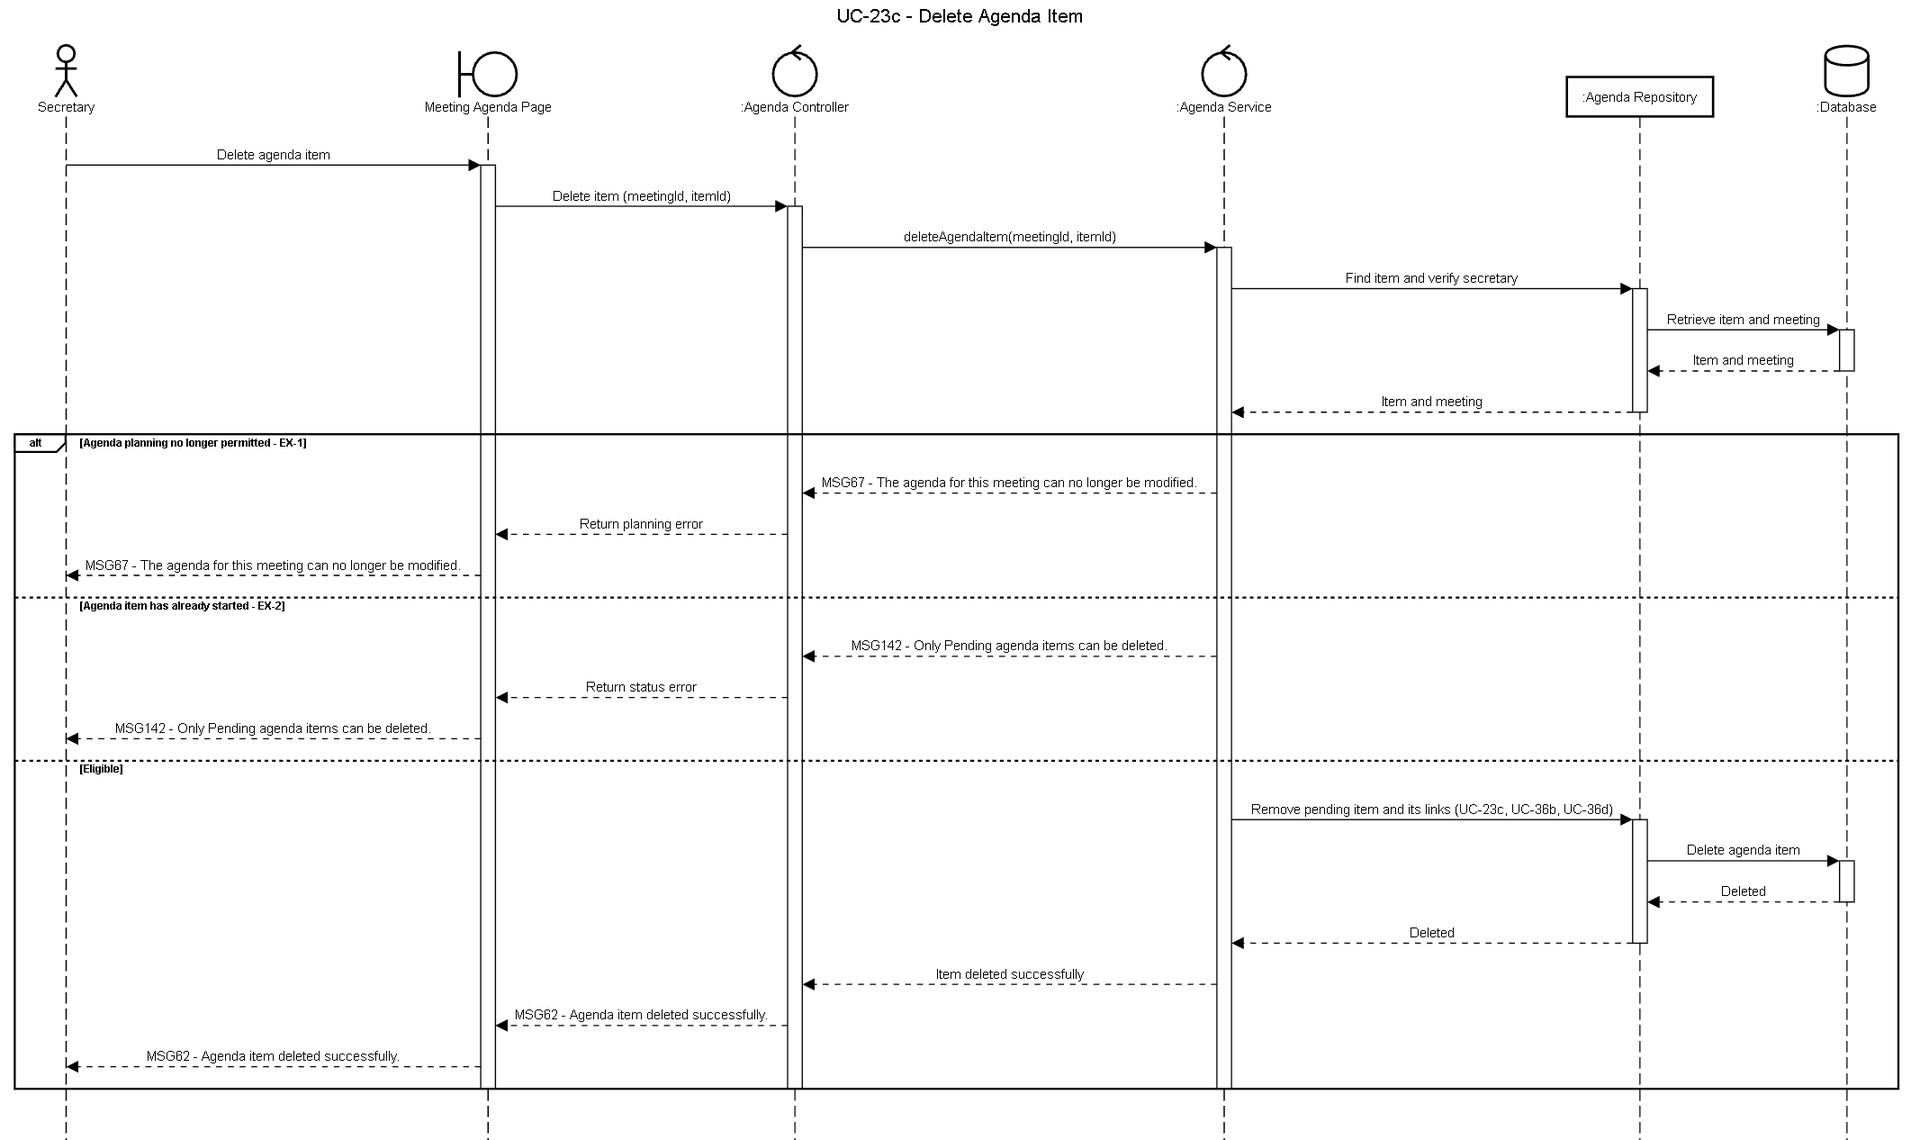 UC-23c - Delete Agenda Item
Secretary
Meeting Agenda Page
:Agenda Controller
:Agenda Service
:Agenda Repository
:Database
Delete agenda item
Delete item (meetingId, itemId)
deleteAgendaItem(meetingId, itemId)
Find item and verify secretary
Retrieve item and meeting
Item and meeting
Item and meeting
alt
[Agenda planning no longer permitted - EX-1]
MSG67 - The agenda for this meeting can no longer be modified.
Return planning error
MSG67 - The agenda for this meeting can no longer be modified.
[Agenda item has already started - EX-2]
MSG142 - Only Pending agenda items can be deleted.
Return status error
MSG142 - Only Pending agenda items can be deleted.
[Eligible]
Remove pending item and its links (UC-23c, UC-36b, UC-36d)
Delete agenda item
Deleted
Deleted
Item deleted successfully
MSG62 - Agenda item deleted successfully.
MSG62 - Agenda item deleted successfully.